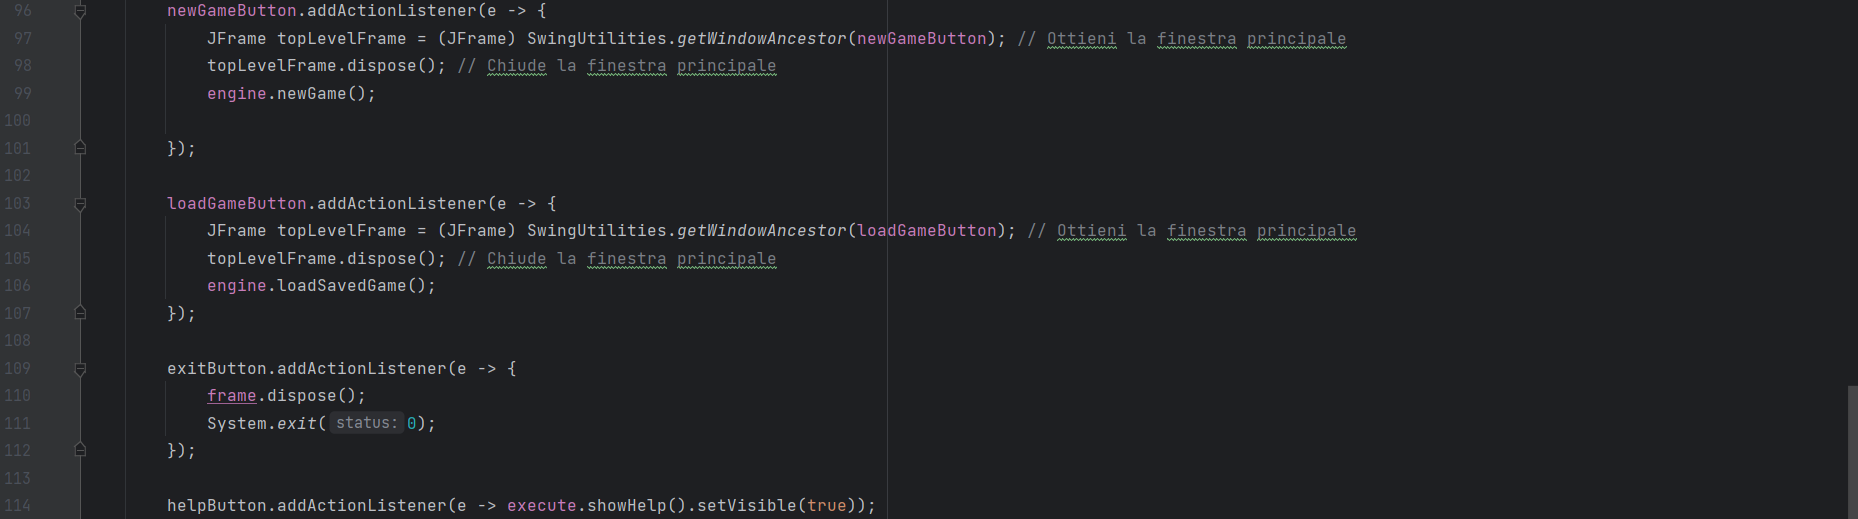 96 newGameButton.addActionListener(e -> {
97 JFrame topLevelFrame = (JFrame) SwingUtilities.getWindowAncestor(newGameButton); // Ottieni la finestra principale
98 topLevelFrame.dispose(); // Chiude la finestra principale
99 engine.newGame();
100
101 });
102
103 loadGameButton.addActionListener(e -> {
104 JFrame topLevelFrame = (JFrame) SwingUtilities.getWindowAncestor(loadGameButton); // Ottieni la finestra principale
105 topLevelFrame.dispose(); // Chiude la finestra principale
106 engine.loadSavedGame();
107 });
108
109 exitButton.addActionListener(e -> {
110 frame.dispose();
111 System.exit( status: 0);
112 });
113
114 helpButton.addActionListener(e -> execute.showHelp().setVisible(true));